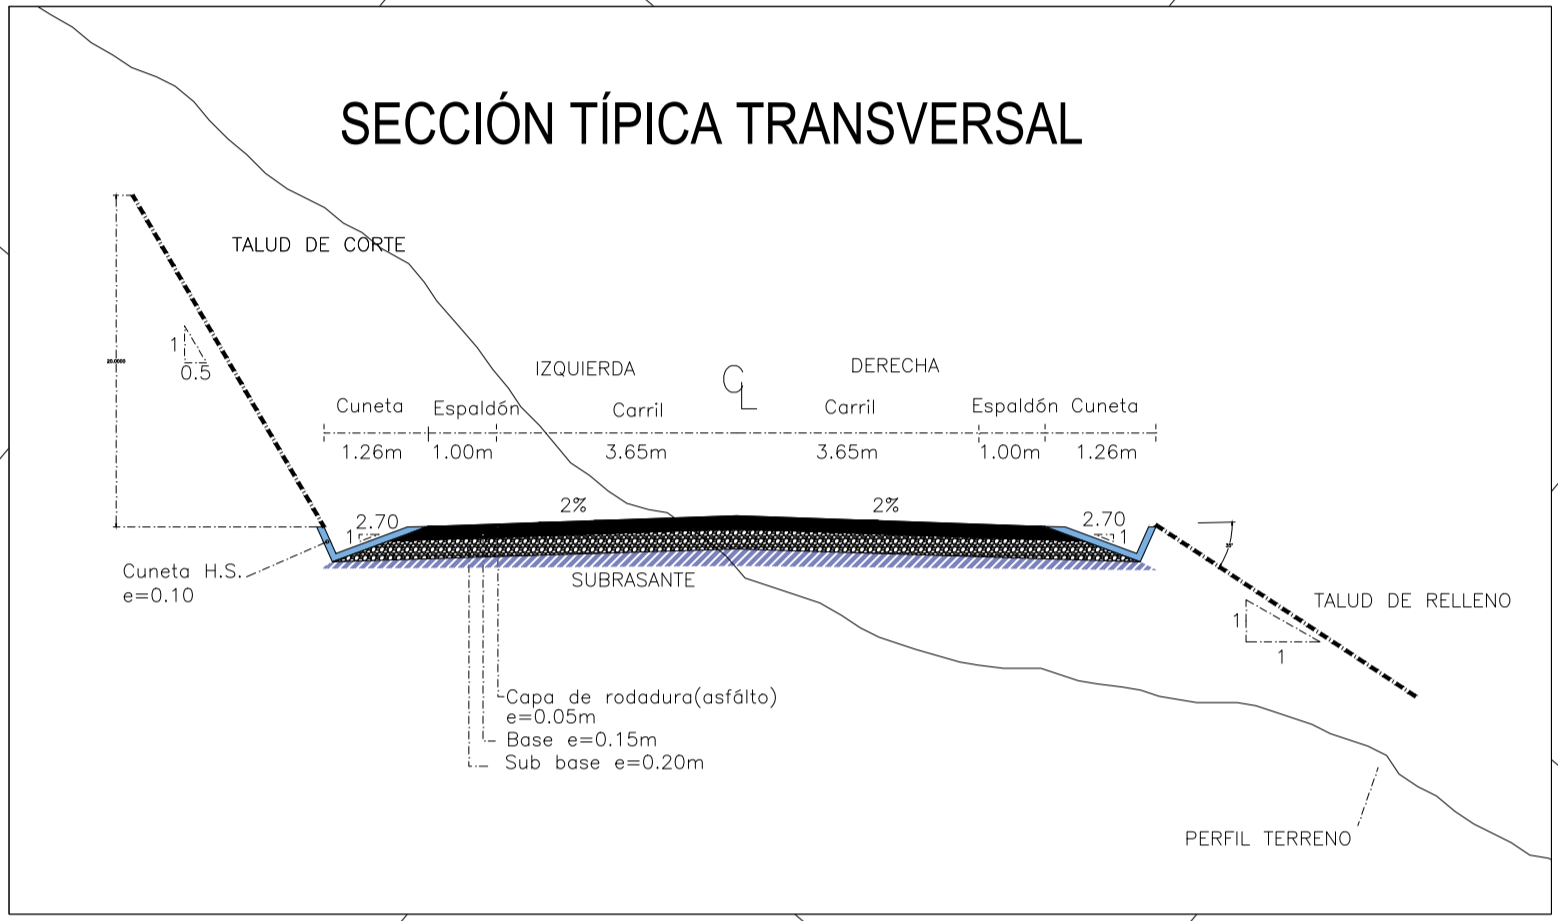 SECCIÓN TÍPICA TRANSVERSAL
TALUD DE CORTE
1
0.5
20.0000
IZQUIERDA
CL
DERECHA
Cuneta Espaldón Carril Carril Espaldón Cuneta
1.26m 1.00m 3.65m 3.65m 1.00m 1.26m
2% 2%
2.70
1
2.70
1
Cuneta H.S.
e=0.10
SUBRASANTE
TALUD DE RELLENO
1
1
Capa de rodadura(asfálto)
e=0.05m
Base e=0.15m
Sub base e=0.20m
PERFIL TERRENO